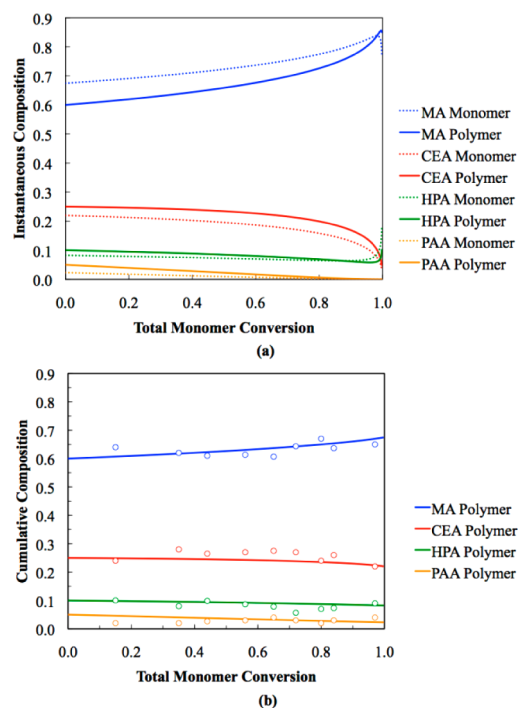 0.9
0.8
0.7
0.6
0.5
0.4
0.3
0.2
0.1
0.0
Instantaneous Composition
0.0 0.2 0.4 0.6 0.8 1.0
Total Monomer Conversion
MA Monomer
MA Polymer
CEA Monomer
CEA Polymer
HPA Monomer
HPA Polymer
PAA Monomer
PAA Polymer
(a)
0.9
0.8
0.7
0.6
0.5
0.4
0.3
0.2
0.1
0.0
Cumulative Composition
0.0 0.2 0.4 0.6 0.8 1.0
Total Monomer Conversion
MA Polymer
CEA Polymer
HPA Polymer
PAA Polymer
(b)